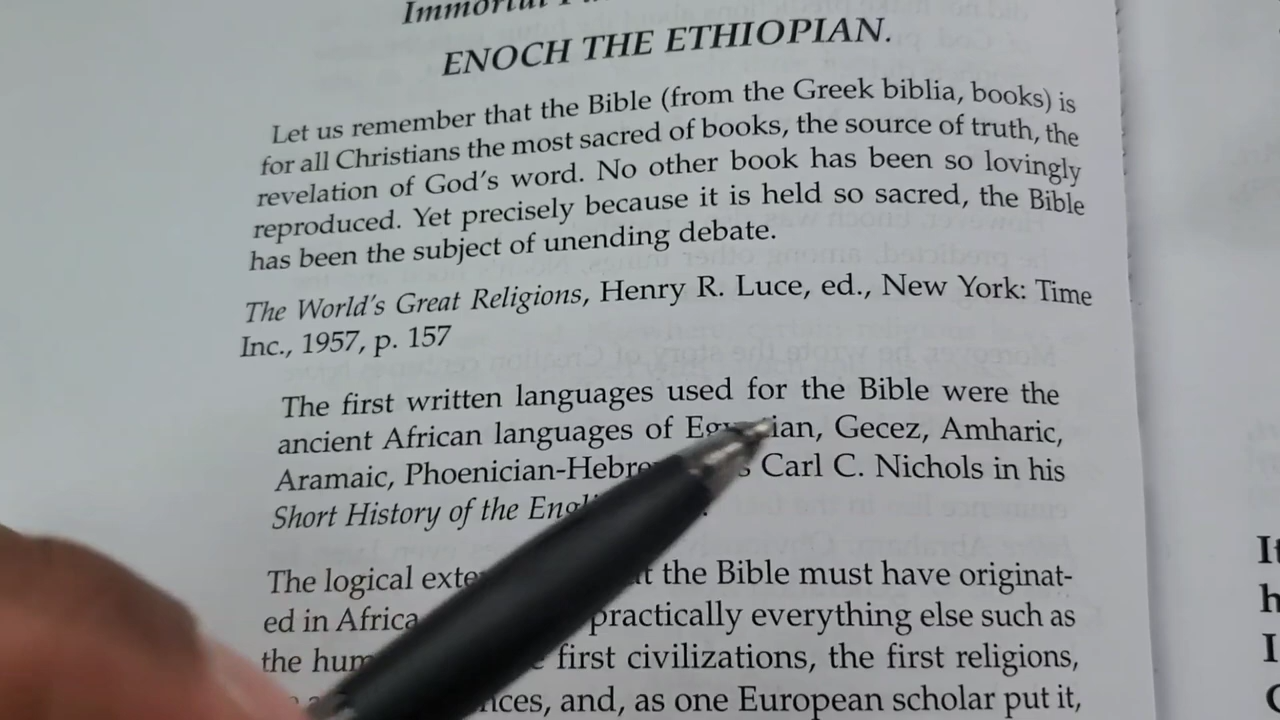 Immortal
ENOCH THE ETHIOPIAN.
Let us remember that the Bible (from the Greek biblia, books) is
for all Christians the most sacred of books, the source of truth, the
revelation of God's word. No other book has been so lovingly
reproduced. Yet precisely because it is held so sacred, the Bible
has been the subject of unending debate.
The World's Great Religions, Henry R. Luce, ed., New York: Time
Inc., 1957, p. 157
The first written languages used for the Bible were the
ancient African languages of Egyptian, Gecez, Amharic,
Aramaic, Phoenician-Hebrew Carl C. Nichols in his
Short History of the
The logical the Bible must have originat-
ed in Africa practically everything else such as
the first civilizations, the first religions,
and, as one European scholar put it,
I